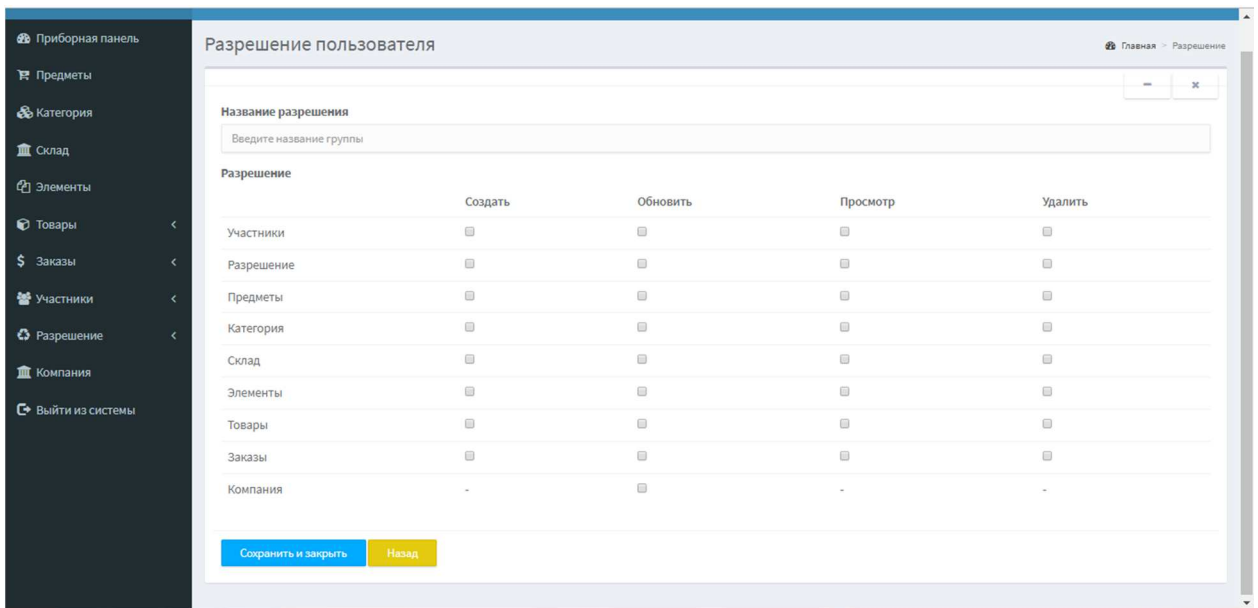 Приборная панель
Предметы
Категория
Склад
Элементы
Товары
Заказы
Участники
Разрешение
Компания
Выйти из системы
Разрешение пользователя
Главная > Разрешение
Название разрешения
Введите название группы
Разрешение
Создать Обновить Просмотр Удалить
Участники
Разрешение
Предметы
Категория
Склад
Элементы
Товары
Заказы
Компания - - -
Сохранить и закрыть Назад